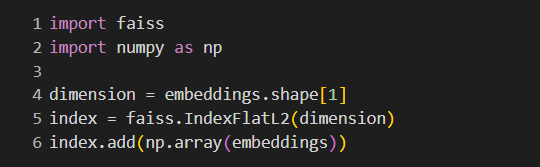 1 import faiss
2 import numpy as np
3
4 dimension = embeddings.shape[1]
5 index = faiss.IndexFlatL2(dimension)
6 index.add(np.array(embeddings))